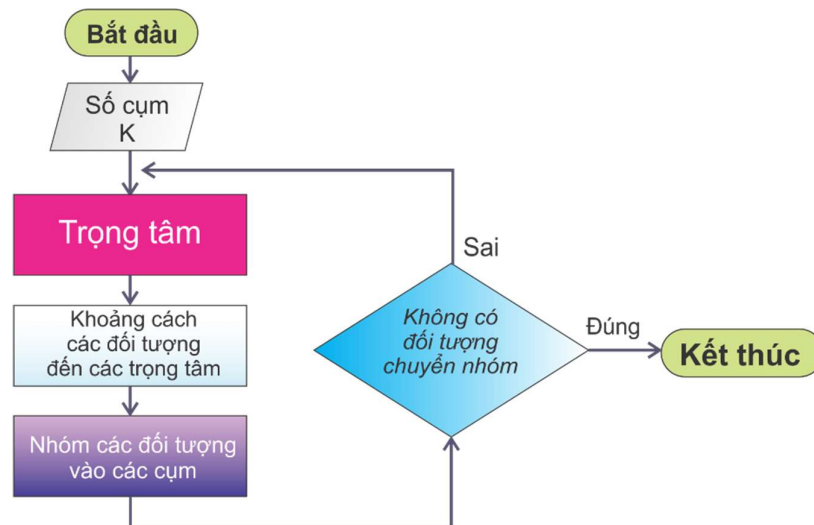 Bắt đầu
Số cụm
K
Trọng tâm
Khoảng cách
các đối tượng
đến các trọng tâm
Nhóm các đối tượng
vào các cụm
Sai
Không có
đối tượng
chuyển nhóm
Đúng
Kết thúc